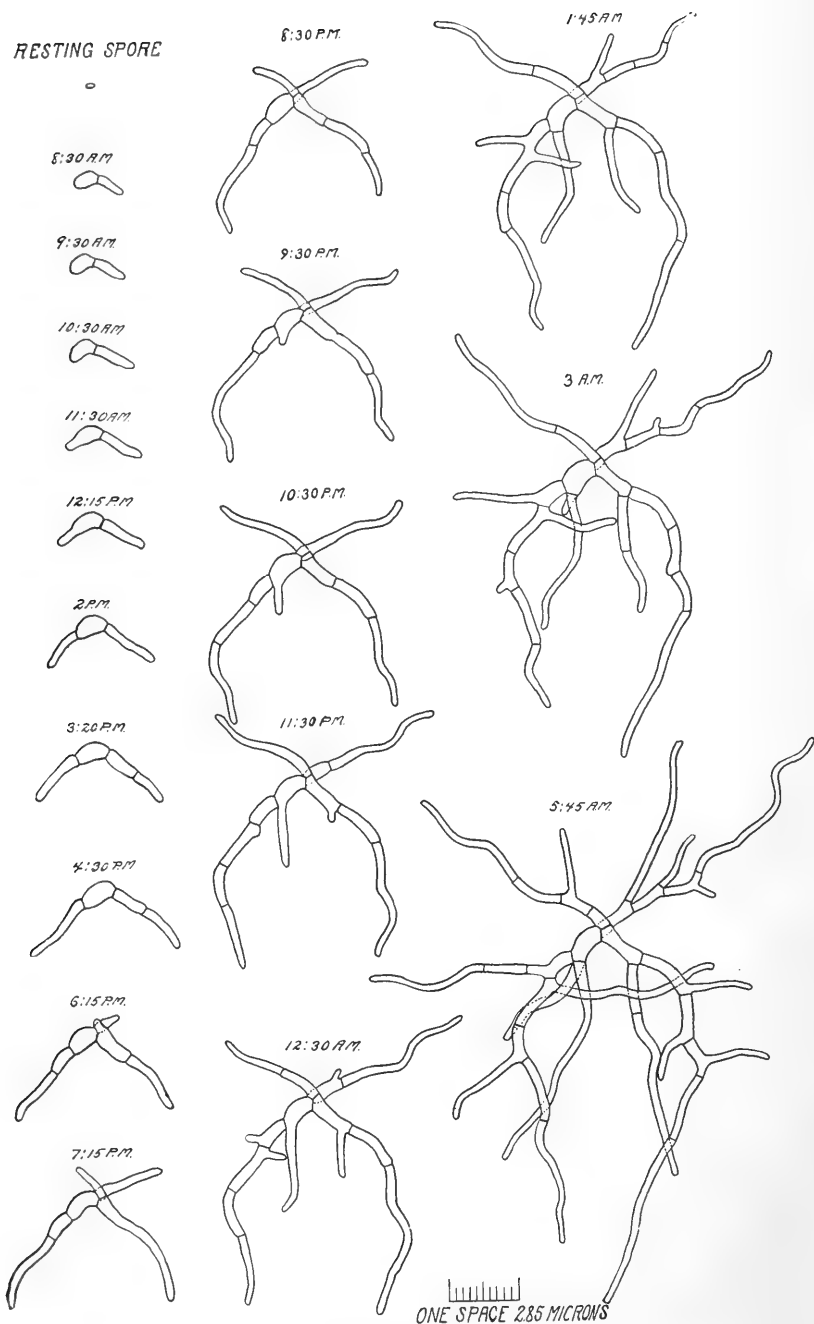 RESTING SPORE
8:30 A.M.
9:30 A.M.
10:30 A.M.
11:30 A.M.
12:15 P.M.
2 P.M.
3:20 P.M.
4:30 P.M.
6:15 P.M.
7:15 P.M.
8:30 P.M.
9:30 P.M.
10:30 P.M.
11:30 P.M.
12:30 A.M.
1:45 A.M
3 A.M.
5:45 A.M.
ONE SPACE 2.85 MICRONS